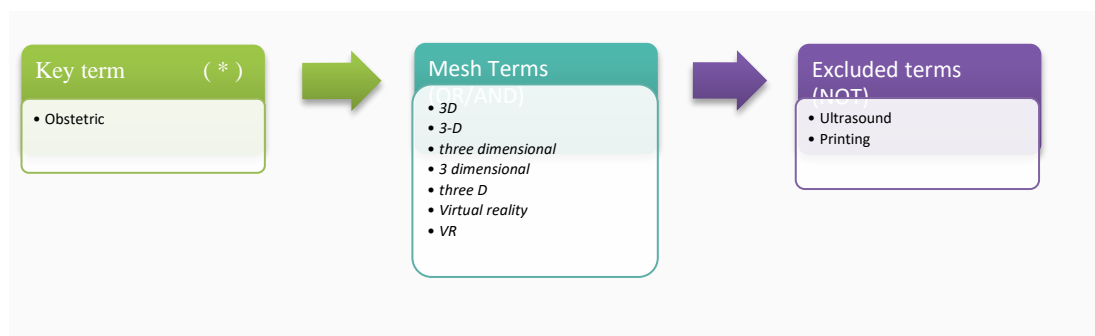 Key term ( * )
• Obstetric
Mesh Terms
(OR/AND)
• 3D
• 3-D
• three dimensional
• 3 dimensional
• three D
• Virtual reality
• VR
Excluded terms
(NOT)
• Ultrasound
• Printing